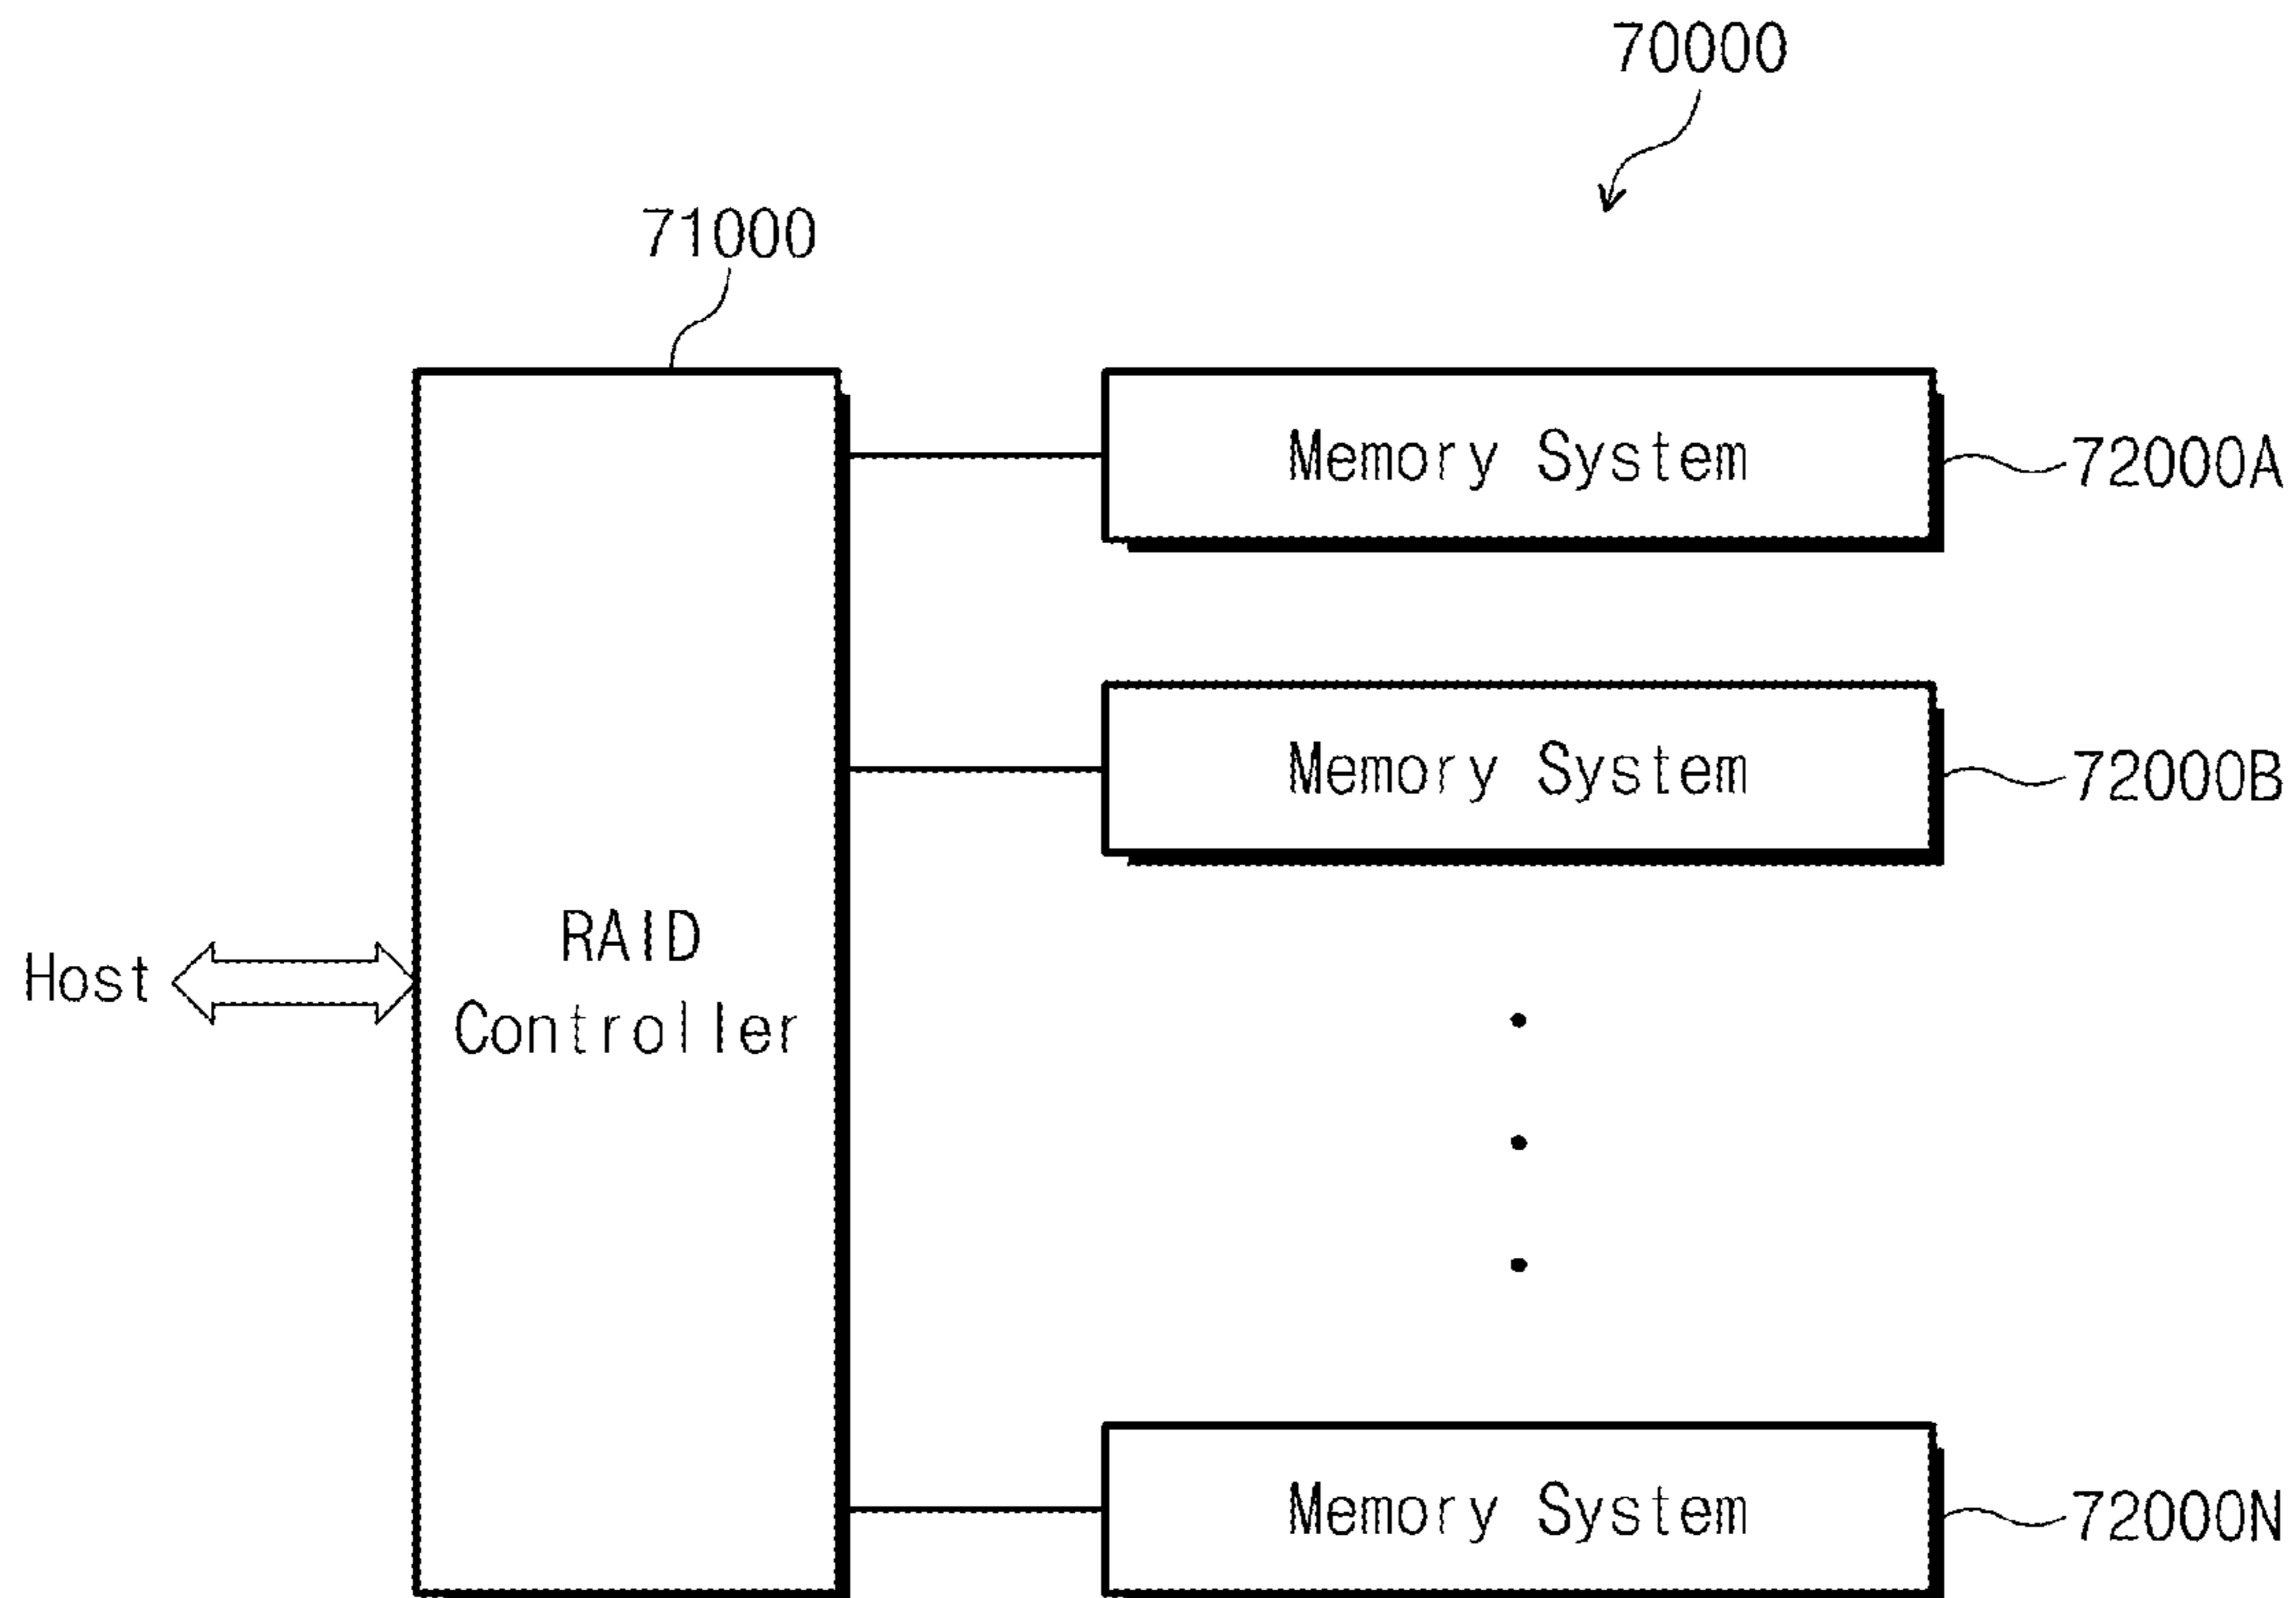 70000
71000
Memory System
72000A
Memory System
72000B
RAID
Controller
Host
Memory System
72000N